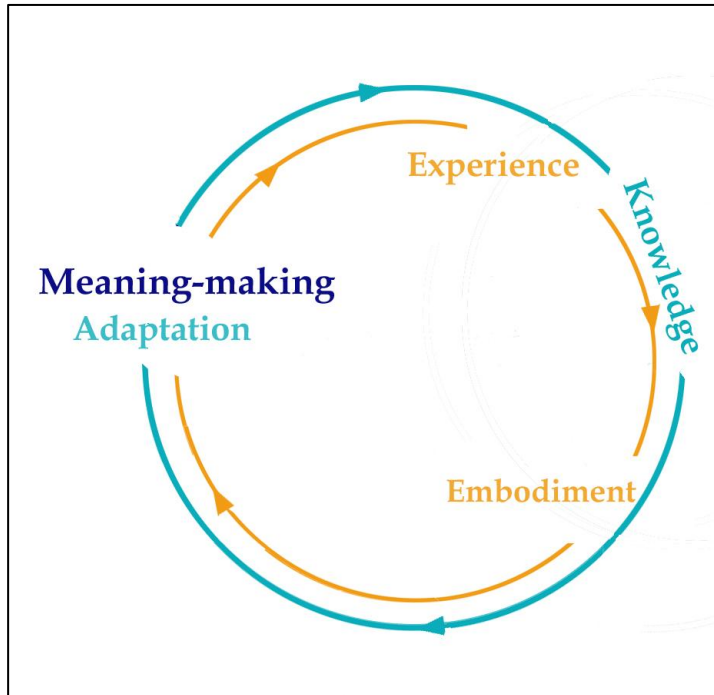 Experience
Knowledge
Meaning-making
Adaptation
Embodiment